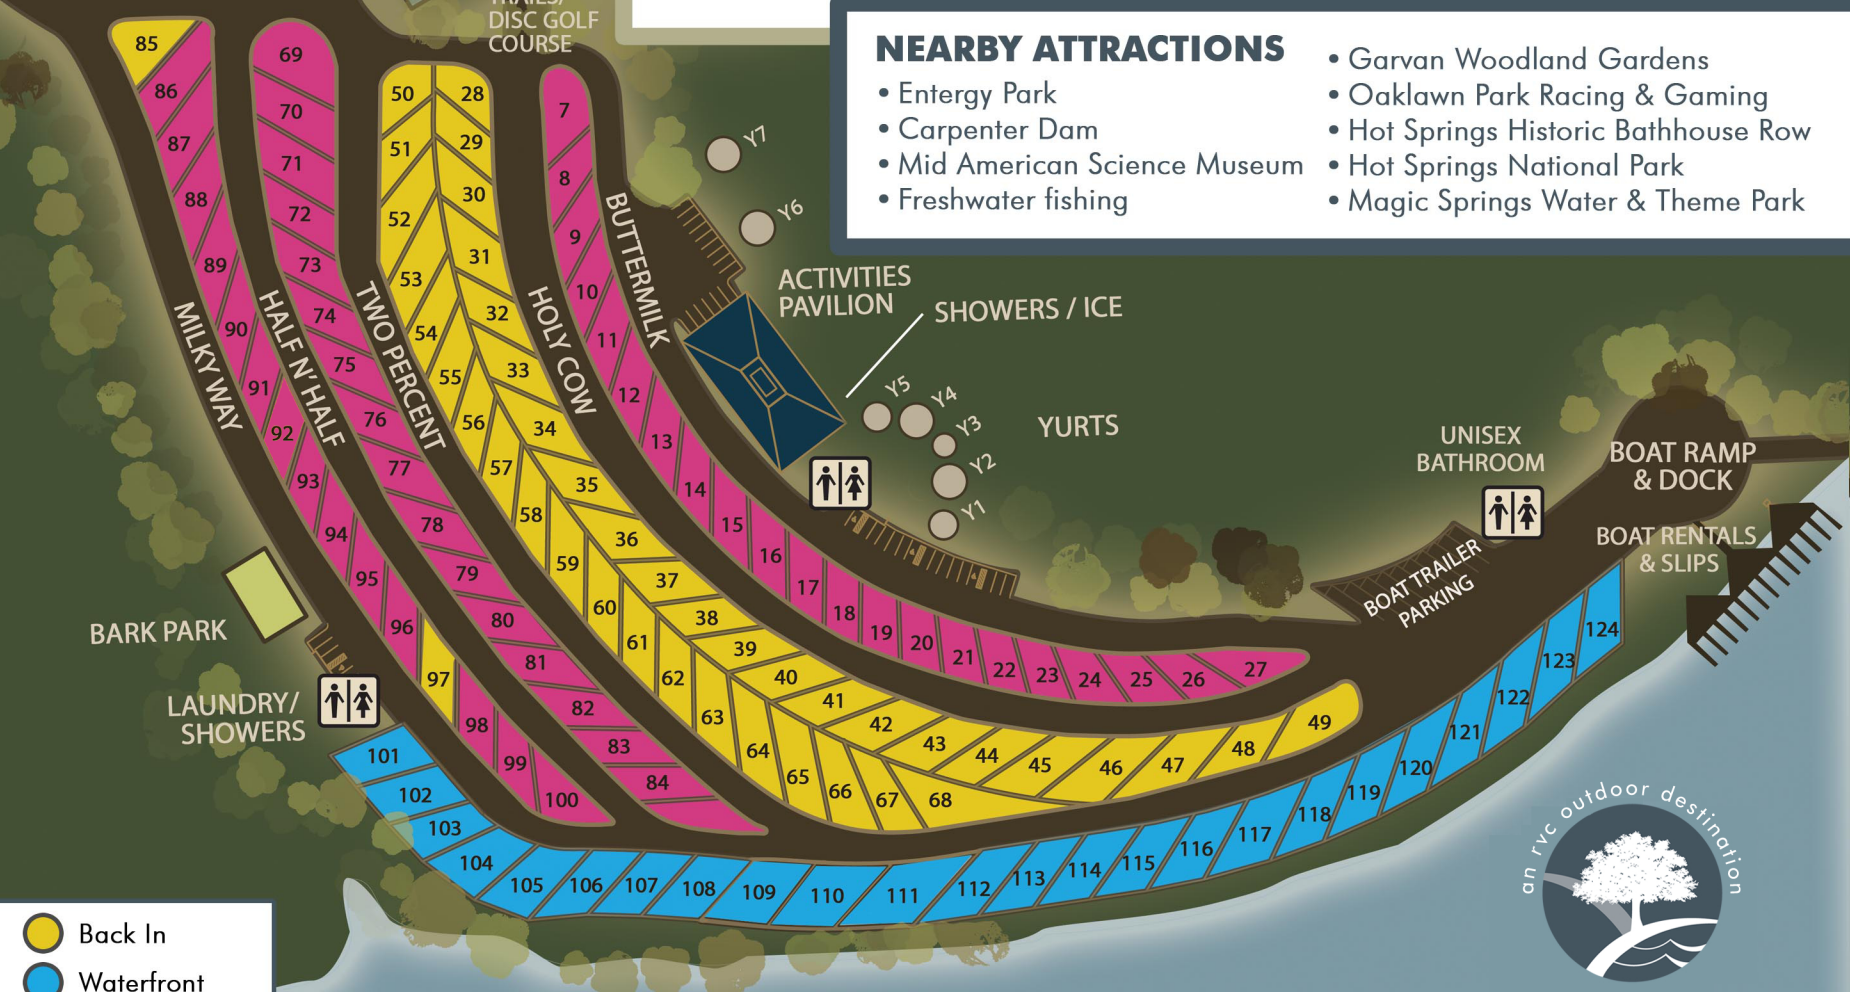 TRAILS/
DISC GOLF
COURSE
NEARBY ATTRACTIONS
• Entergy Park
• Carpenter Dam
• Mid American Science Museum
• Freshwater fishing
• Garvan Woodland Gardens
• Oaklawn Park Racing & Gaming
• Hot Springs Historic Bathhouse Row
• Hot Springs National Park
• Magic Springs Water & Theme Park
85
86
87
88
89
90
91
92
93
94
95
96
97
98
99
100
69
70
71
72
73
74
75
76
77
78
79
80
81
82
83
84
50
51
52
53
54
55
56
57
58
59
60
61
62
63
64
65
66
67
68
28
29
30
31
32
33
34
35
36
37
38
39
40
41
42
43
44
45
46
47
48
49
7
8
9
10
11
12
13
14
15
16
17
18
19
20
21
22
23
24
25
26
27
MILKY WAY
HALF N' HALF
TWO PERCENT
HOLY COW
BUTTERMILK
Y7
Y6
ACTIVITIES
PAVILION
SHOWERS / ICE
Y5
Y4
Y3
Y2
Y1
YURTS
UNISEX
BATHROOM
BOAT RAMP
& DOCK
BOAT RENTALS
& SLIPS
BOAT TRAILER
PARKING
BARK PARK
LAUNDRY/
SHOWERS
101
102
103
104
105
106
107
108
109
110
111
112
113
114
115
116
117
118
119
120
121
122
123
124
an rvc outdoor destination
Back In
Waterfront